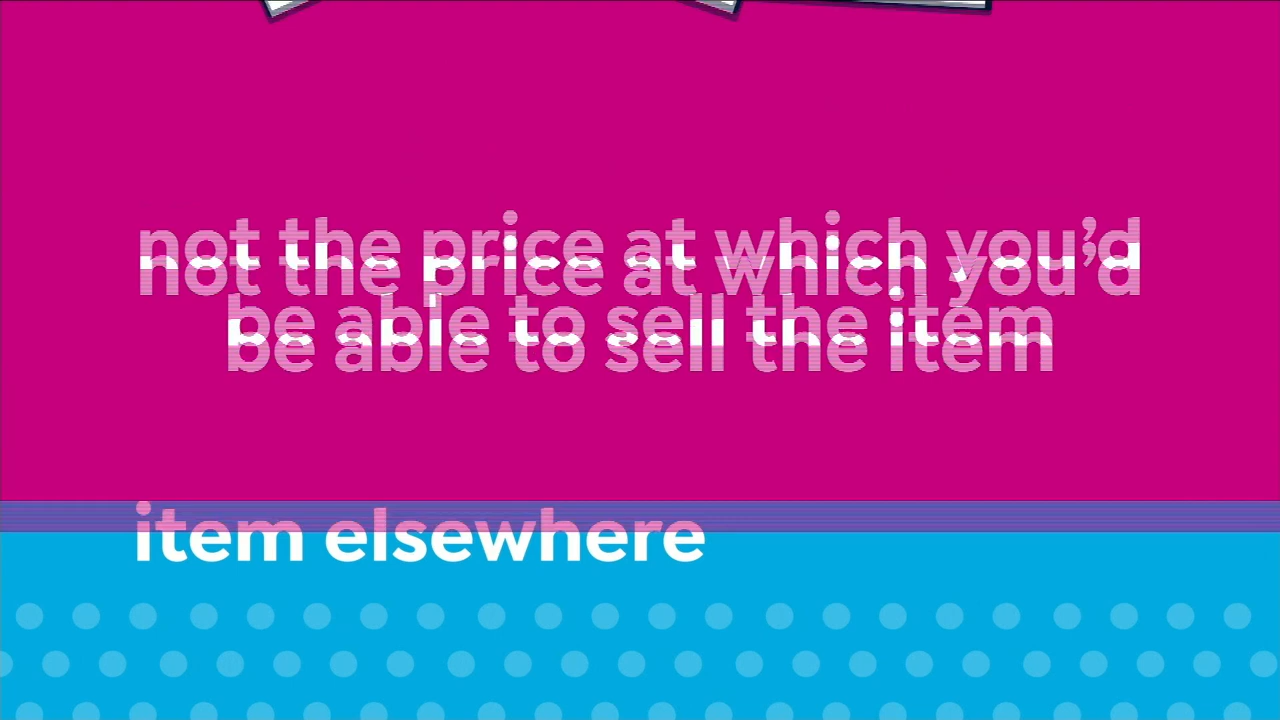 not the price at which you'd
be able to sell the item
item elsewhere